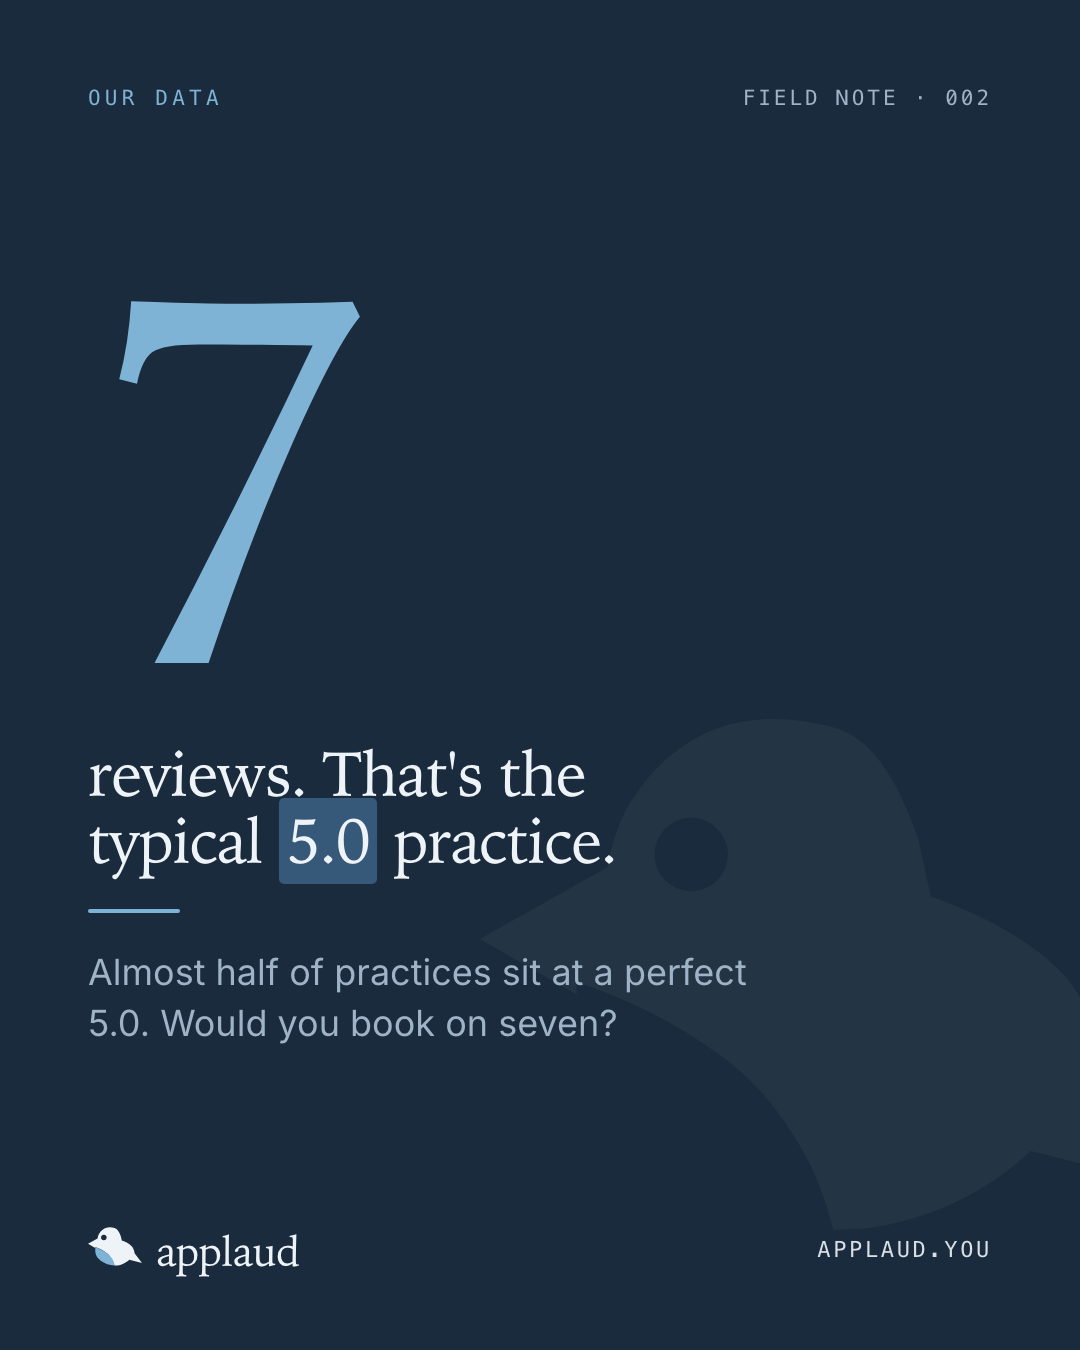 OUR DATA
FIELD NOTE · 002
7
reviews. That's the
typical 5.0 practice.
Almost half of practices sit at a perfect
5.0. Would you book on seven?
applaud
APPLAUD.YOU